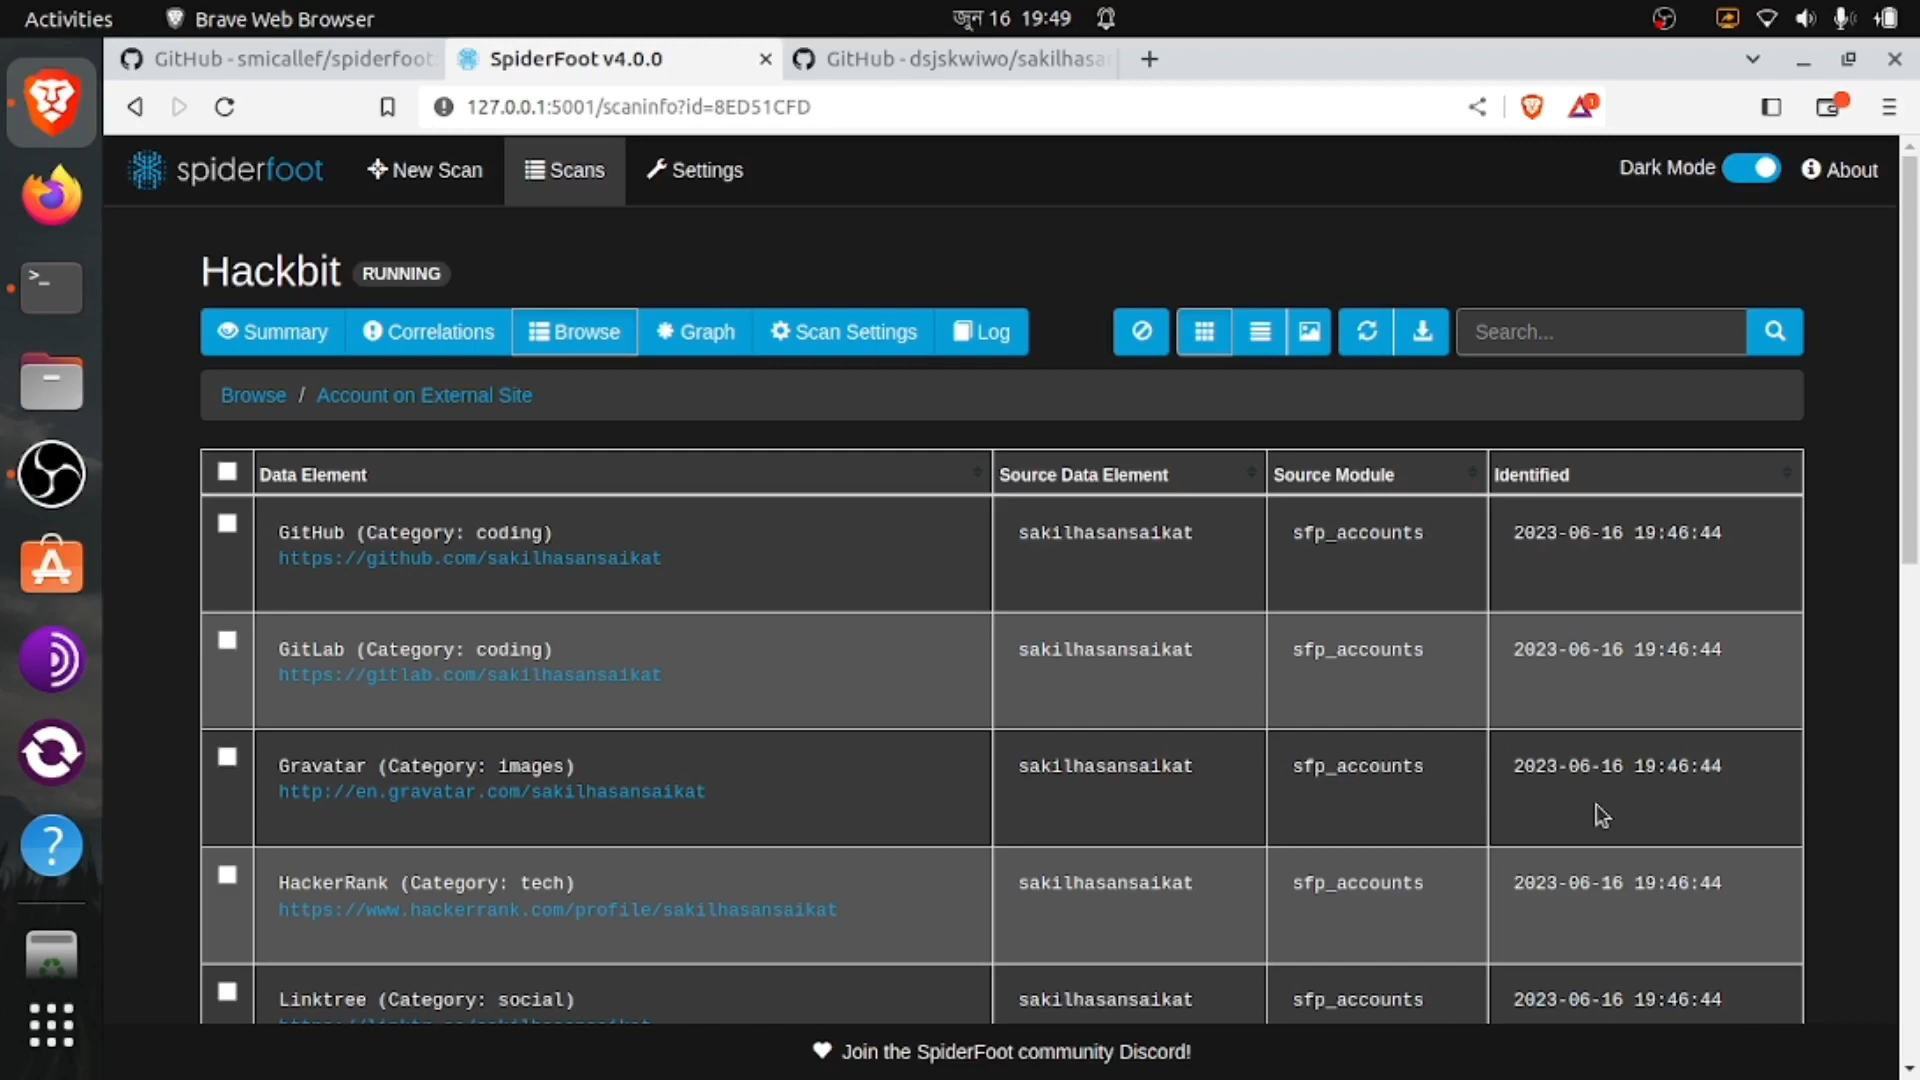 Activities
Brave Web Browser
जून 16 19:49
GitHub - smicallef/spiderfoot:
SpiderFoot v4.0.0
GitHub - dsjskwiwo/sakilhasan
127.0.0.1:5001/scaninfo?id=8ED51CFD
spiderfoot
New Scan
Scans
Settings
Dark Mode
About
Hackbit RUNNING
Summary
Correlations
Browse
Graph
Scan Settings
Log
Search...
Browse / Account on External Site
Data Element
Source Data Element
Source Module
Identified
GitHub (Category: coding)
https://github.com/sakilhasansaikat
sakilhasansaikat
sfp_accounts
2023-06-16 19:46:44
GitLab (Category: coding)
https://gitlab.com/sakilhasansaikat
sakilhasansaikat
sfp_accounts
2023-06-16 19:46:44
Gravatar (Category: images)
http://en.gravatar.com/sakilhasansaikat
sakilhasansaikat
sfp_accounts
2023-06-16 19:46:44
HackerRank (Category: tech)
https://www.hackerrank.com/profile/sakilhasansaikat
sakilhasansaikat
sfp_accounts
2023-06-16 19:46:44
Linktree (Category: social)
sakilhasansaikat
sfp_accounts
2023-06-16 19:46:44
Join the SpiderFoot community Discord!